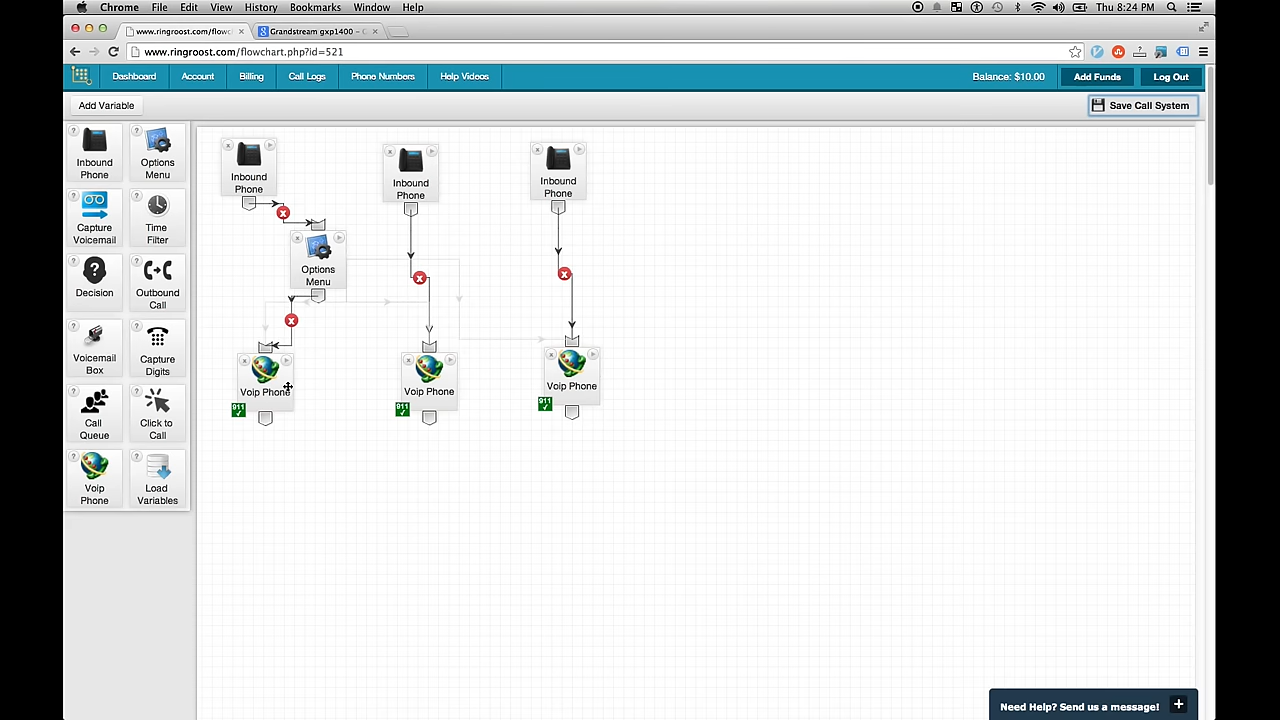 Chrome File Edit View History Bookmarks Window Help Thu 8:24 PM
www.ringroost.com/flowc
Grandstream gxp1400 –
www.ringroost.com/flowchart.php?id=521
Dashboard Account Billing Call Logs Phone Numbers Help Videos Balance: $10.00 Add Funds Log Out
Add Variable Save Call System
? Inbound Phone
? Options Menu
? Capture Voicemail
? Time Filter
? Decision
? Outbound Call
? Voicemail Box
? Capture Digits
? Call Queue
? Click to Call
? Voip Phone
? Load Variables
Inbound
Phone
Inbound
Phone
Inbound
Phone
Options
Menu
Voip Phone
911
Voip Phone
911
Voip Phone
911
Need Help? Send us a message! +